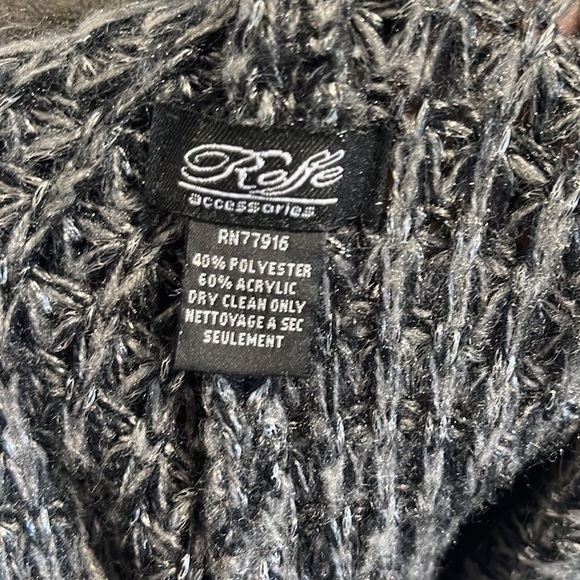 Roffe
accessories
RN77916
40% POLYESTER
60% ACRYLIC
DRY CLEAN ONLY
NETTOYAGE A SEC
SEULEMENT